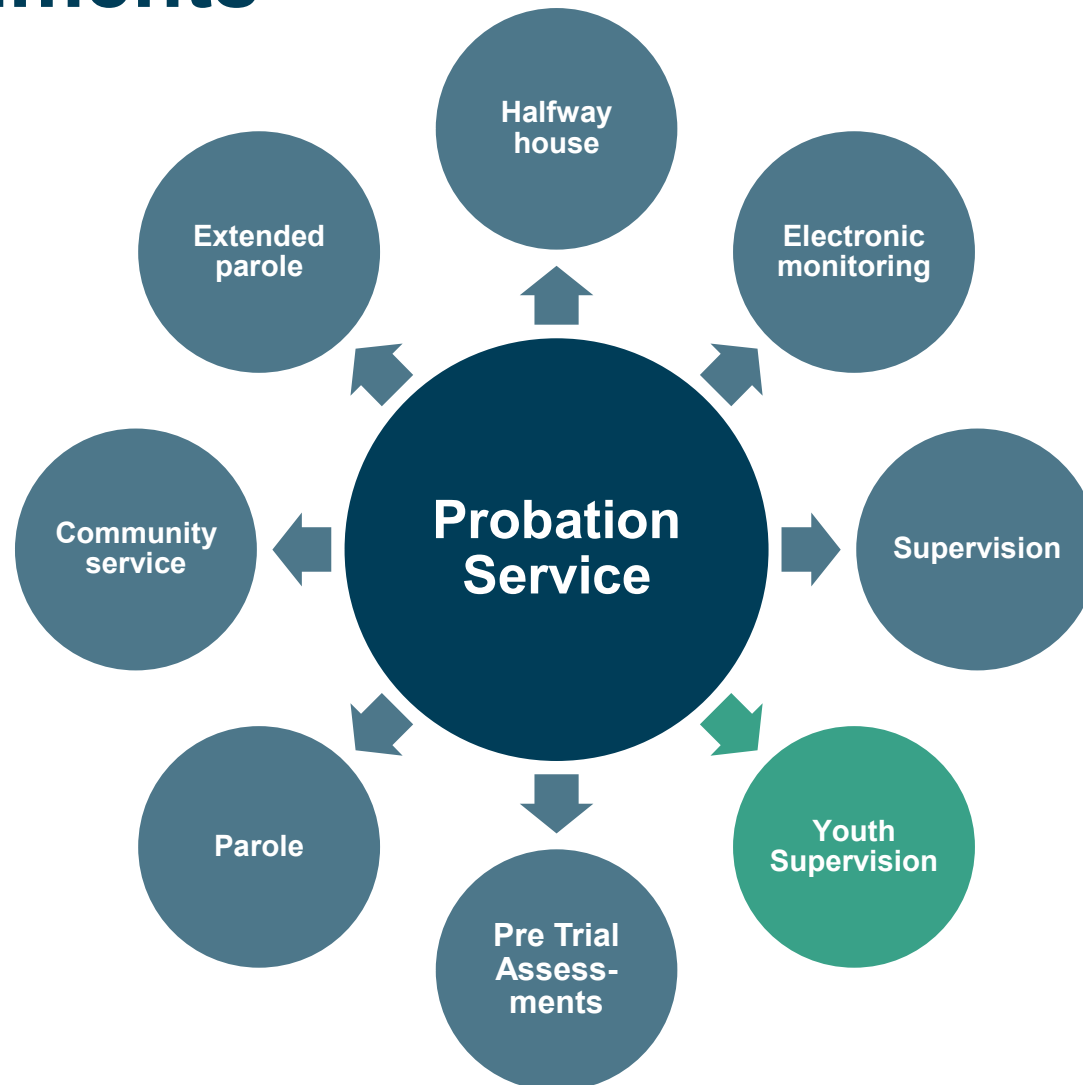 Halfway
house
Electronic
monitoring
Supervision
Youth
Supervision
Pre Trial
Assess-
ments
Parole
Community
service
Extended
parole
Probation
Service